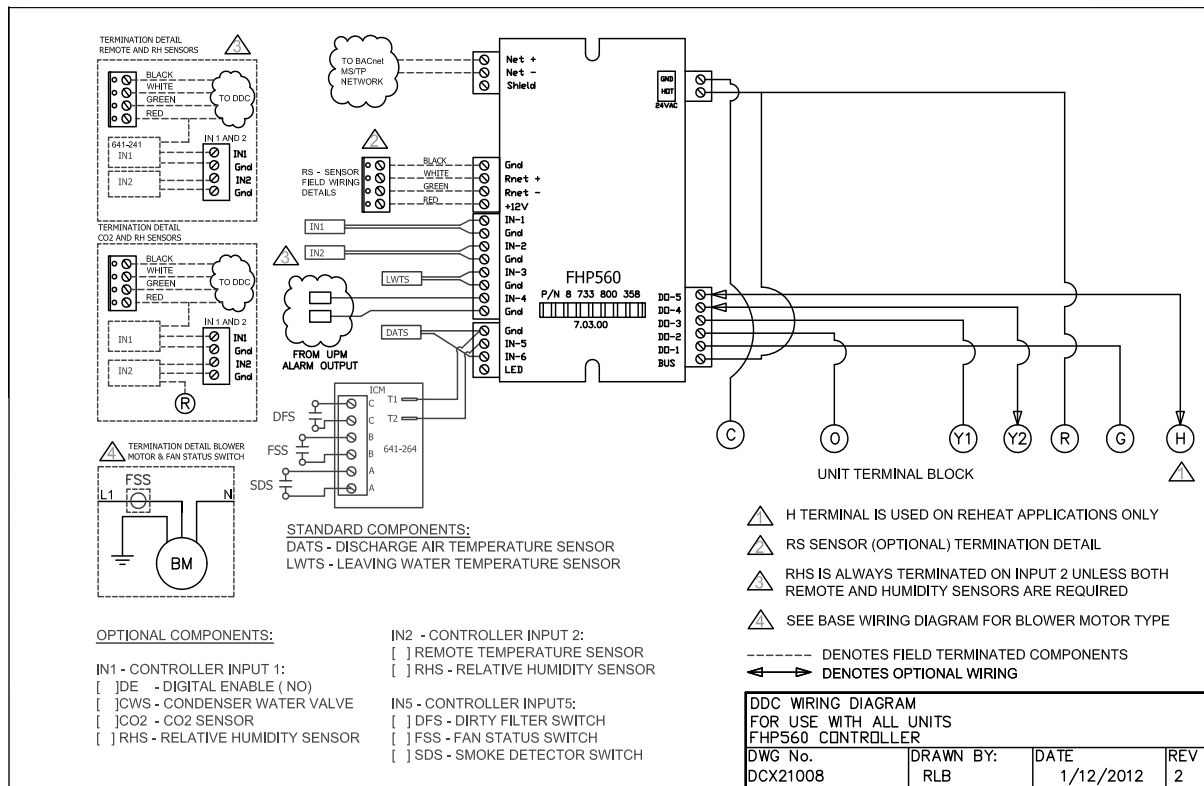 TERMINATION DETAIL
REMOTE AND RH SENSORS
3
BLACK
WHITE
GREEN
RED
TO DDC
641-241
IN1
IN2
IN 1 AND 2
IN1
Gnd
IN2
Gnd
TERMINATION DETAIL
CO2 AND RH SENSORS
BLACK
WHITE
GREEN
RED
TO DDC
IN1
IN2
IN 1 AND 2
IN1
Gnd
IN2
Gnd
R
4
TERMINATION DETAIL BLOWER
MOTOR & FAN STATUS SWITCH
FSS
L1
N
BM
TO BACnet
MS/TP
NETWORK
Net +
Net -
Shield
2
RS - SENSOR
FIELD WIRING
DETAILS
BLACK
WHITE
GREEN
RED
Gnd
Rnet +
Rnet -
+12V
IN1
IN-1
Gnd
3
IN2
IN-2
Gnd
LWTS
IN-3
Gnd
IN-4
Gnd
FROM UPM
ALARM OUTPUT
DATS
Gnd
IN-5
IN-6
LED
ICM
T1
T2
641-264
C
C
B
B
A
A
DFS
FSS
SDS
FHP560
P/N 8 733 800 358
7.03.00
GND
HOT
24VAC
DO-5
DO-4
DO-3
DO-2
DO-1
BUS
C
O
Y1
Y2
R
G
H
UNIT TERMINAL BLOCK
1
STANDARD COMPONENTS:
DATS - DISCHARGE AIR TEMPERATURE SENSOR
LWTS - LEAVING WATER TEMPERATURE SENSOR
OPTIONAL COMPONENTS:
IN1 - CONTROLLER INPUT 1:
[ ]DE - DIGITAL ENABLE ( NO)
[ ]CWS - CONDENSER WATER VALVE
[ ]CO2 - CO2 SENSOR
[ ] RHS - RELATIVE HUMIDITY SENSOR
IN2 - CONTROLLER INPUT 2:
[ ] REMOTE TEMPERATURE SENSOR
[ ] RHS - RELATIVE HUMIDITY SENSOR
IN5 - CONTROLLER INPUT5:
[ ] DFS - DIRTY FILTER SWITCH
[ ] FSS - FAN STATUS SWITCH
[ ] SDS - SMOKE DETECTOR SWITCH
1 H TERMINAL IS USED ON REHEAT APPLICATIONS ONLY
2 RS SENSOR (OPTIONAL) TERMINATION DETAIL
3 RHS IS ALWAYS TERMINATED ON INPUT 2 UNLESS BOTH
REMOTE AND HUMIDITY SENSORS ARE REQUIRED
4 SEE BASE WIRING DIAGRAM FOR BLOWER MOTOR TYPE
DENOTES FIELD TERMINATED COMPONENTS
DENOTES OPTIONAL WIRING
DDC WIRING DIAGRAM
FOR USE WITH ALL UNITS
FHP560 CONTROLLER
DWG No.
DCX21008
DRAWN BY:
RLB
DATE
1/12/2012
REV
2